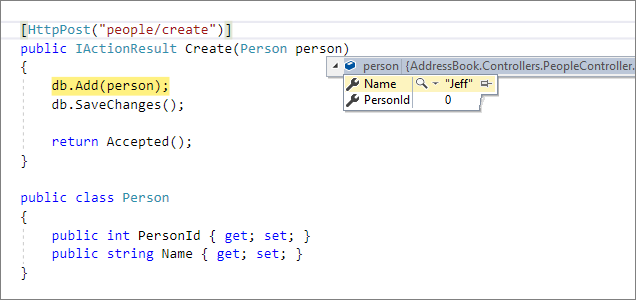 [HttpPost("people/create")]
public IActionResult Create(Person person)
{
person {AddressBook.Controllers.PeopleController.
db.Add(person);
Name "Jeff"
db.SaveChanges();
PersonId 0
return Accepted();
}
public class Person
{
public int PersonId { get; set; }
public string Name { get; set; }
}